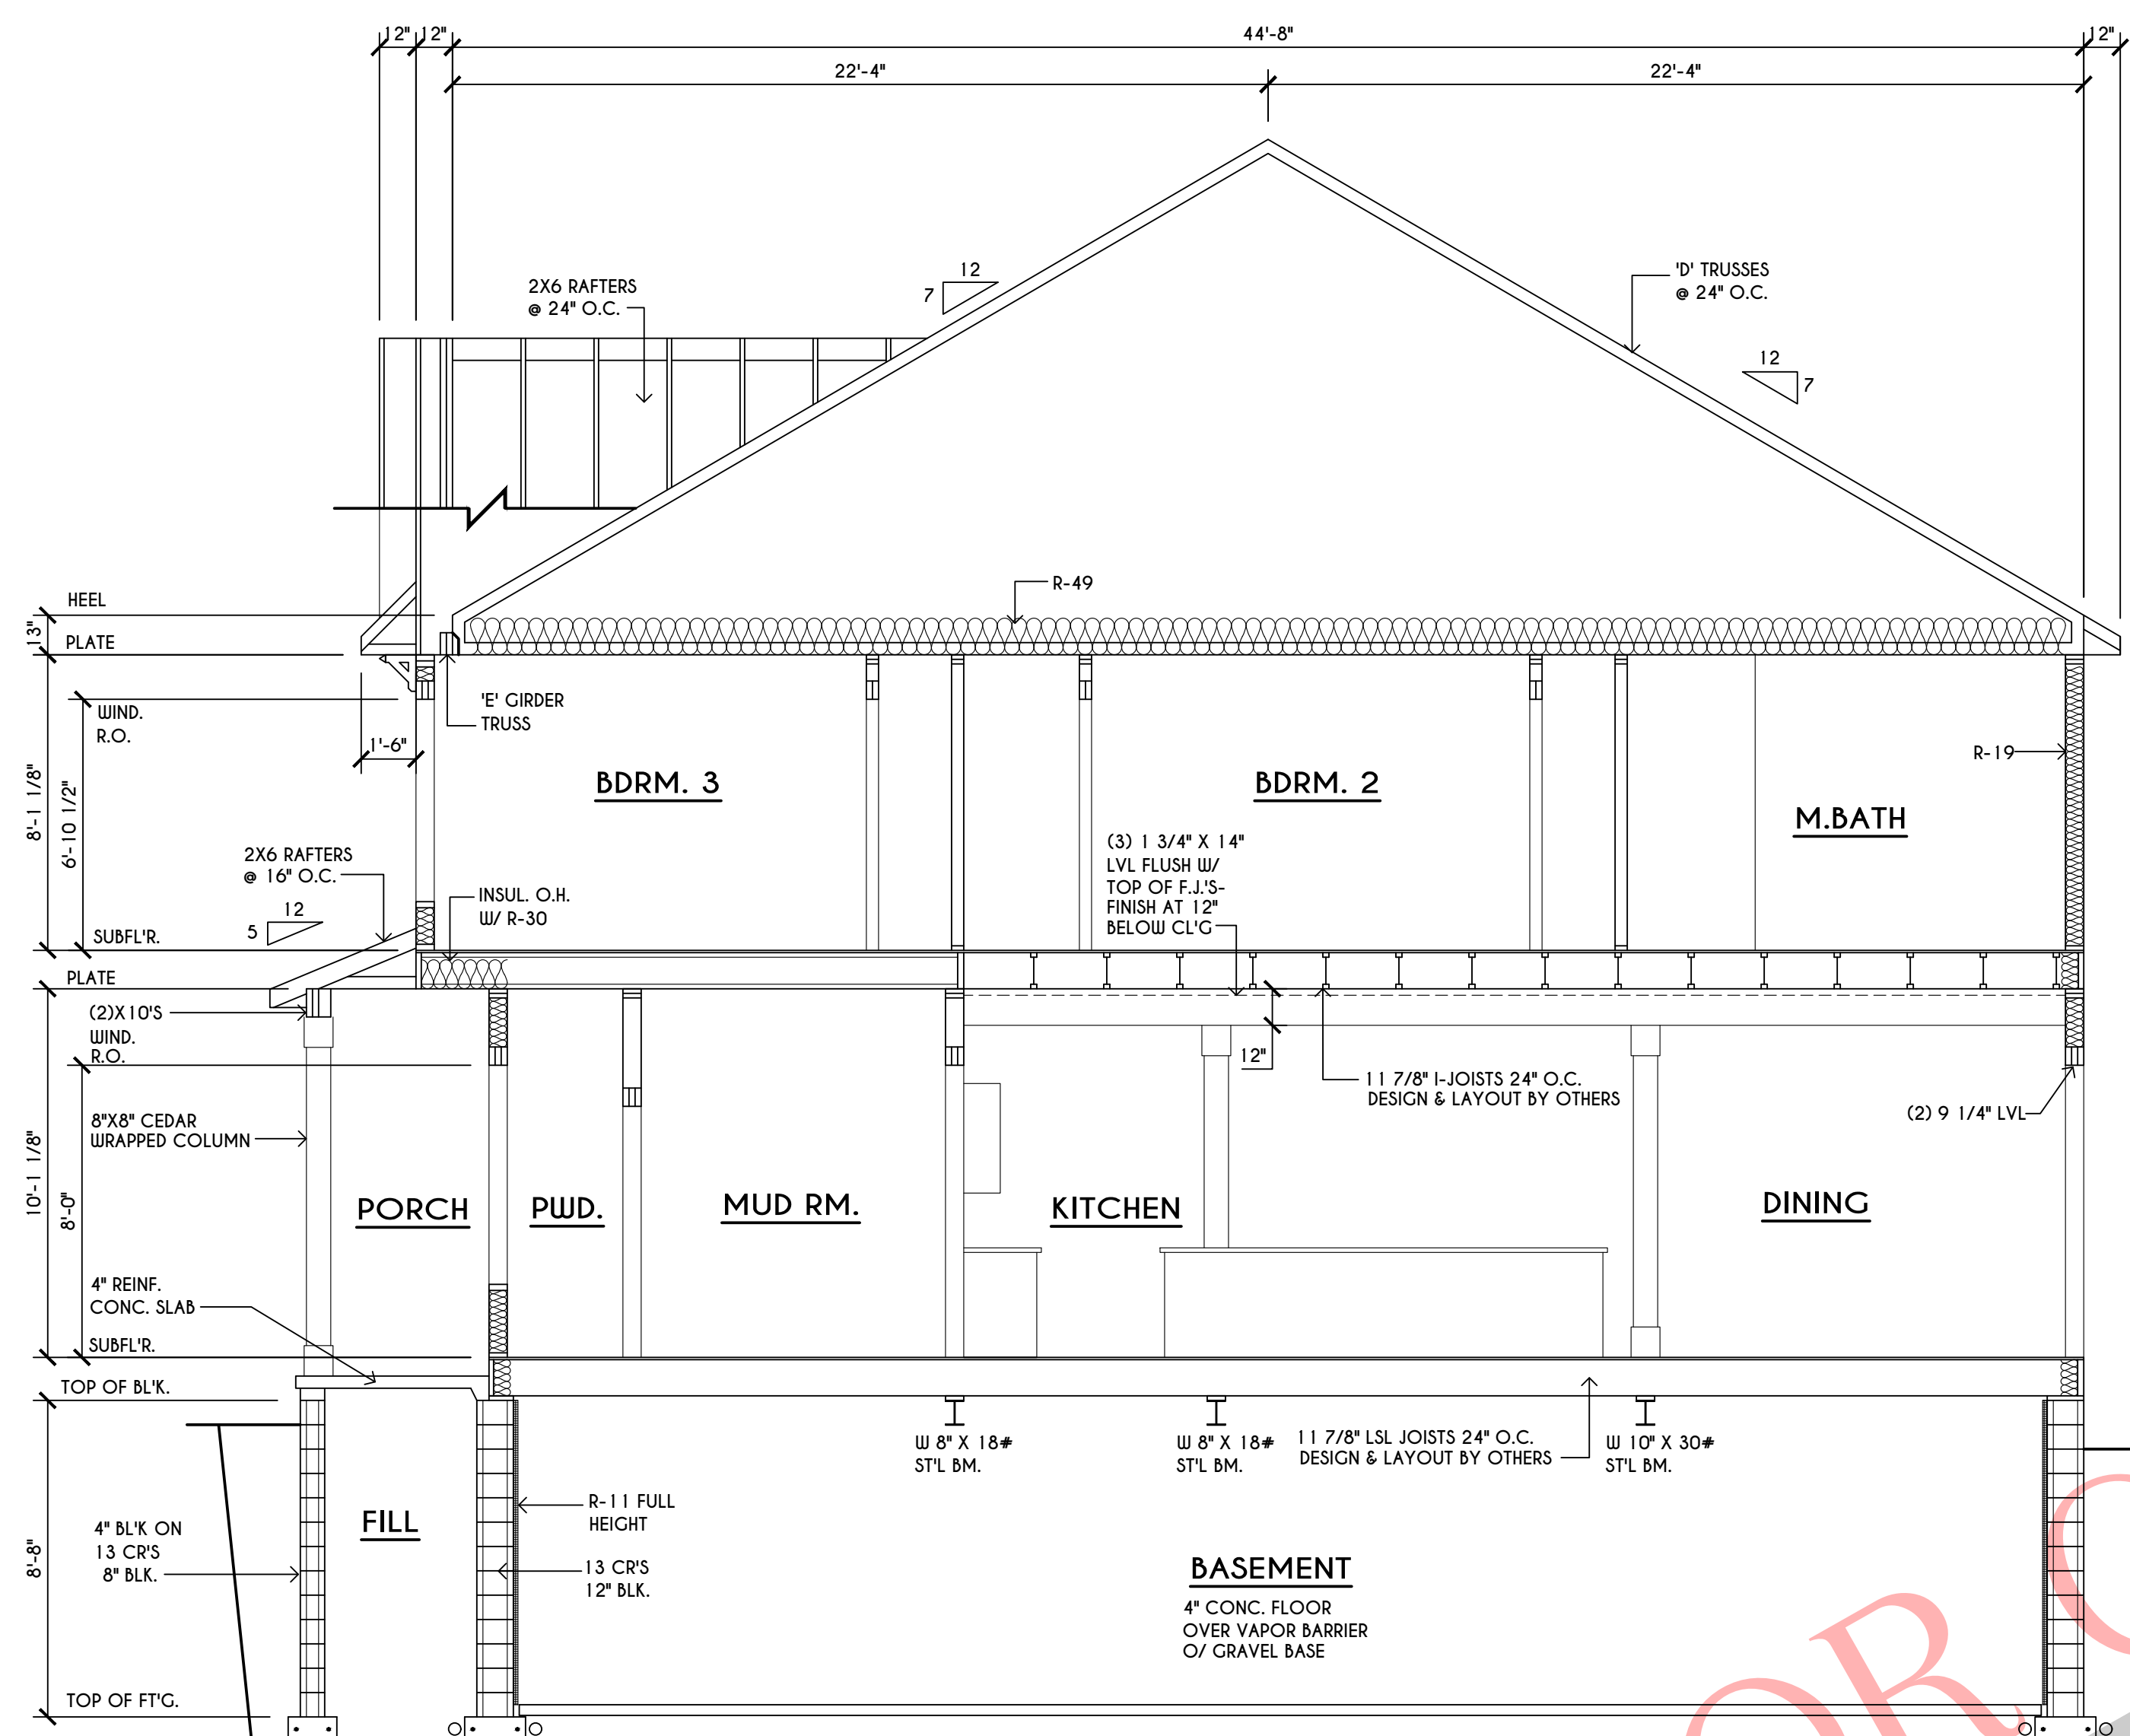 12" 12" 44'-8" 12"
22'-4" 22'-4"
12
7
'D' TRUSSES
@ 24" O.C.
2X6 RAFTERS
@ 24" O.C.
12
7
R-49
HEEL
13"
PLATE
WIND.
R.O.
'E' GIRDER
TRUSS
1'-6"
R-19
BDRM. 3
BDRM. 2
M.BATH
8'-1 1/8"
6'-10 1/2"
2X6 RAFTERS
@ 16" O.C.
12
5
INSUL. O.H.
W/ R-30
(3) 1 3/4" X 14"
LVL FLUSH W/
TOP OF F.J.'S-
FINISH AT 12"
BELOW CL'G
SUBFL'R.
PLATE
(2)X10'S
WIND.
R.O.
12"
11 7/8" I-JOISTS 24" O.C.
DESIGN & LAYOUT BY OTHERS
(2) 9 1/4" LVL
8"X8" CEDAR
WRAPPED COLUMN
10'-1 1/8"
8'-0"
PORCH
PWD.
MUD RM.
KITCHEN
DINING
4" REINF.
CONC. SLAB
SUBFL'R.
TOP OF BL'K.
W 8" X 18#
ST'L BM.
W 8" X 18#
ST'L BM.
11 7/8" LSL JOISTS 24" O.C.
DESIGN & LAYOUT BY OTHERS
W 10" X 30#
ST'L BM.
R-11 FULL
HEIGHT
FILL
4" BL'K ON
13 CR'S
8" BLK.
13 CR'S
12" BLK.
8'-8"
BASEMENT
4" CONC. FLOOR
OVER VAPOR BARRIER
O/ GRAVEL BASE
TOP OF FT'G.
OR